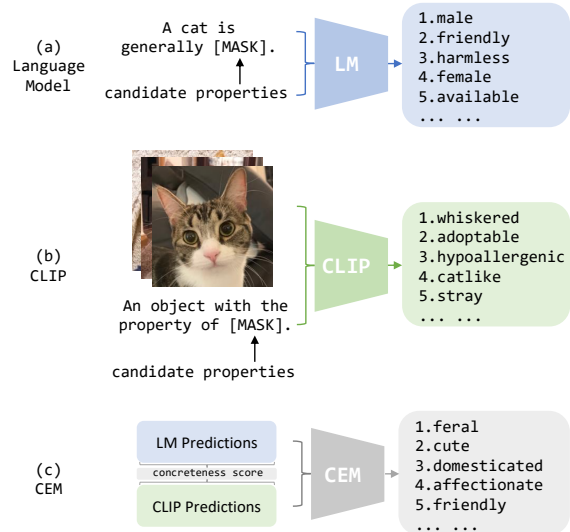 (a)
Language
Model
A cat is
generally [MASK].
candidate properties
LM
1.male
2.friendly
3.harmless
4.female
5.available
... ...
(b)
CLIP
An object with the
property of [MASK].
candidate properties
CLIP
1.whiskered
2.adoptable
3.hypoallergenic
4.catlike
5.stray
... ...
(c)
CEM
LM Predictions
concreteness score
CLIP Predictions
CEM
1.feral
2.cute
3.domesticated
4.affectionate
5.friendly
... ...